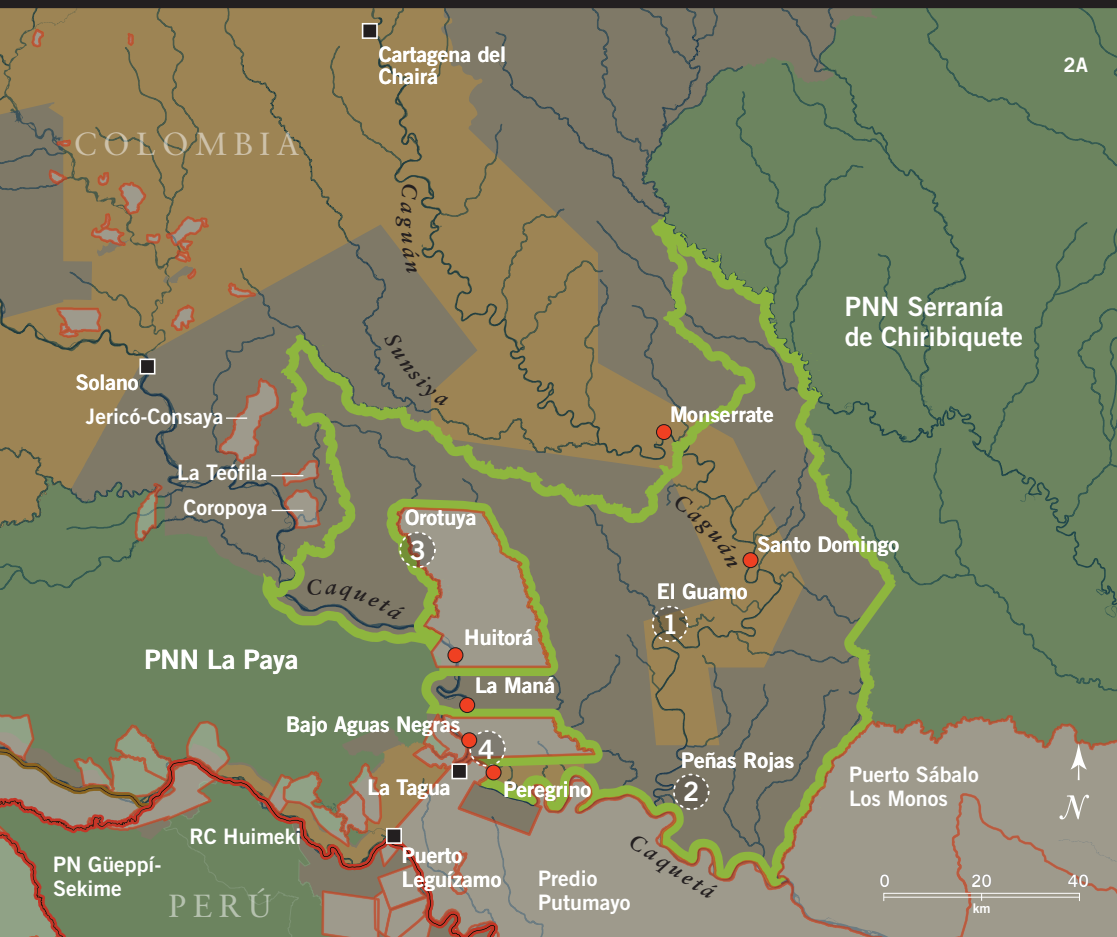 Cartagena del
Chairá
2A
COLOMBIA
Caguán
PNN Serranía
de Chiribiquete
Sunsiya
Solano
Jericó-Consaya
Monserrate
La Teófila
Coropoya
Orotuya
3
Caguán
Santo Domingo
El Guamo
1
Caquetá
Huitorá
PNN La Paya
La Maná
Bajo Aguas Negras
4
Peñas Rojas
2
La Tagua
Peregrino
Puerto Sábalo
Los Monos
N
RC Huimeki
Puerto
Leguízamo
Caquetá
PN Güeppí-
Sekime
PERÚ
Predio
Putumayo
0 20 40
km